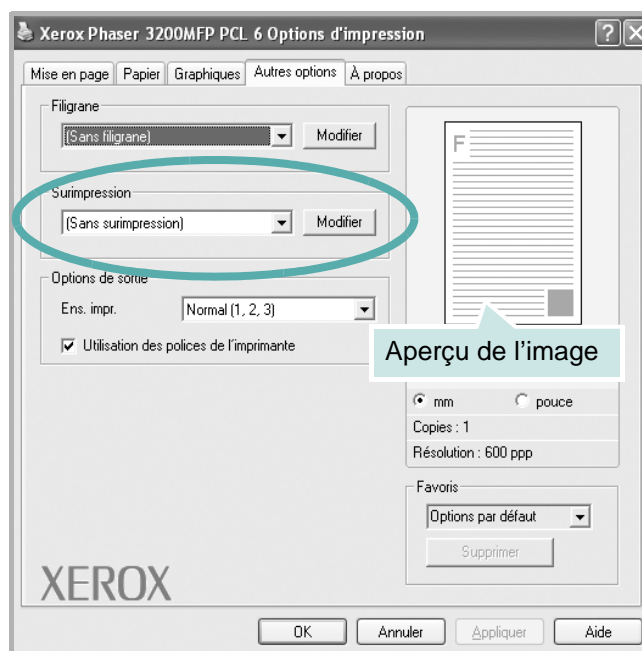 Xerox Phaser 3200MFP PCL 6 Options d'impression
Mise en page Papier Graphiques Autres options À propos
Filigrane
(Sans filigrane) Modifier
Surimpression
(Sans surimpression) Modifier
Options de sortie
Ens. impr. Normal (1, 2, 3)
Utilisation des polices de l'imprimante
F
Aperçu de l’image
mm pouce
Copies : 1
Résolution : 600 ppp
Favoris
Options par défaut
Supprimer
XEROX
OK Annuler Appliquer Aide